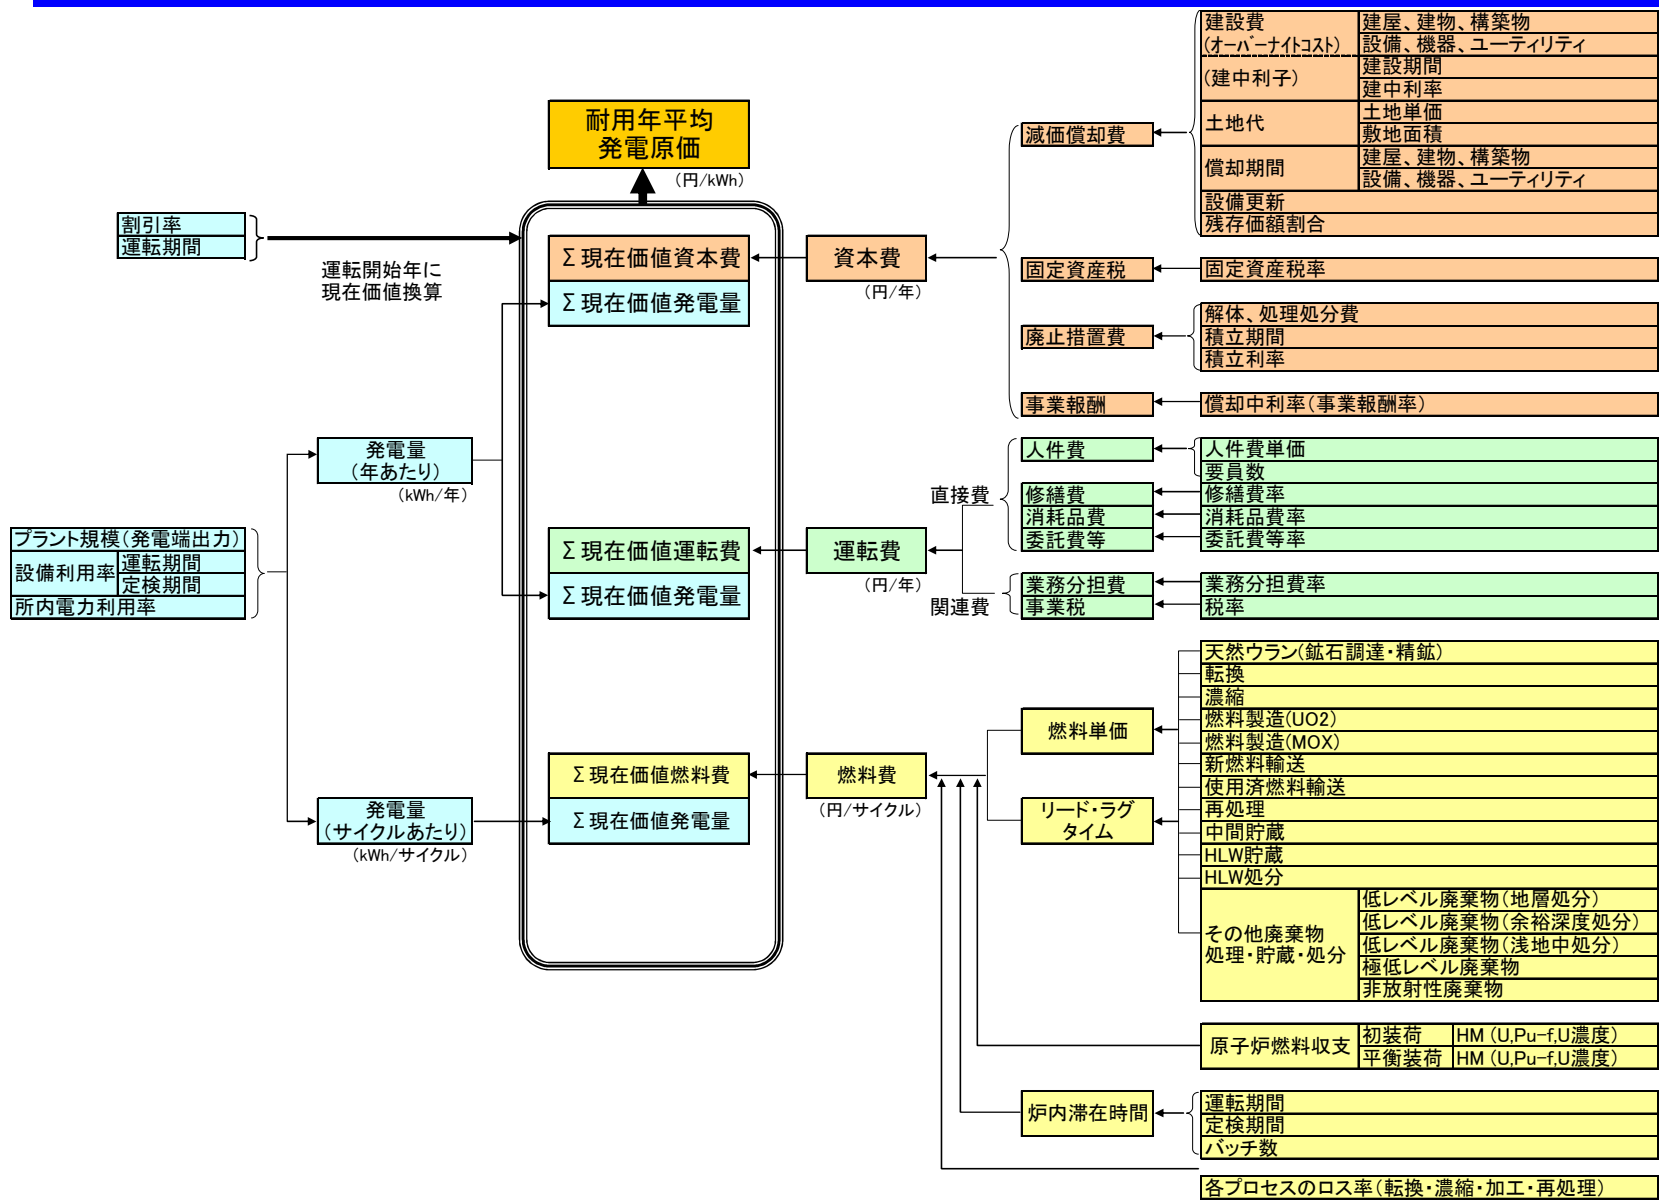 耐用年平均
発電原価
(円/kWh)
割引率
運転期間
運転開始年に
現在価値換算
Σ現在価値資本費
Σ現在価値発電量
資本費
(円/年)
減価償却費
建設費
(オーバーナイトコスト)
建屋、建物、構築物
設備、機器、ユーティリティ
(建中利子)
建設期間
建中利率
土地代
土地単価
敷地面積
償却期間
建屋、建物、構築物
設備、機器、ユーティリティ
設備更新
残存価額割合
固定資産税
固定資産税率
廃止措置費
解体、処理処分費
積立期間
積立利率
事業報酬
償却中利率(事業報酬率)
発電量
(年あたり)
(kWh/年)
プラント規模(発電端出力)
設備利用率
運転期間
定検期間
所内電力利用率
発電量
(サイクルあたり)
(kWh/サイクル)
Σ現在価値運転費
Σ現在価値発電量
運転費
(円/年)
直接費
人件費
人件費単価
要員数
修繕費
修繕費率
消耗品費
消耗品費率
委託費等
委託費等率
関連費
業務分担費
業務分担費率
事業税
税率
Σ現在価値燃料費
Σ現在価値発電量
燃料費
(円/サイクル)
燃料単価
リード・ラグ
タイム
天然ウラン(鉱石調達・精鉱)
転換
濃縮
燃料製造(UO2)
燃料製造(MOX)
新燃料輸送
使用済燃料輸送
再処理
中間貯蔵
HLW貯蔵
HLW処分
その他廃棄物
処理・貯蔵・処分
低レベル廃棄物(地層処分)
低レベル廃棄物(余裕深度処分)
低レベル廃棄物(浅地中処分)
極低レベル廃棄物
非放射性廃棄物
原子炉燃料収支
初装荷
HM (U,Pu-f,U濃度)
平衡装荷
HM (U,Pu-f,U濃度)
炉内滞在時間
運転期間
定検期間
バッチ数
各プロセスのロス率(転換・濃縮・加工・再処理)